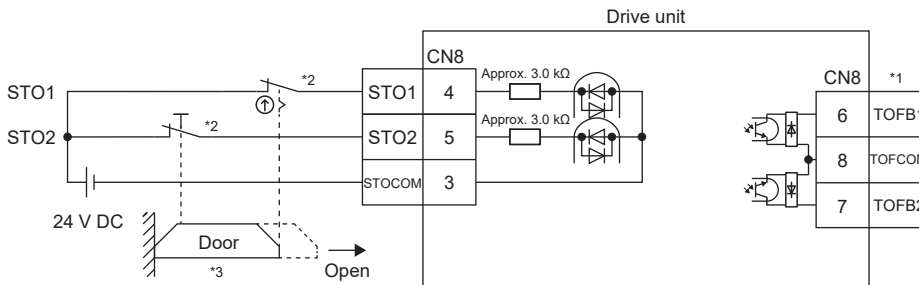 Drive unit
CN8
STO1
*2
STO1
4
Approx. 3.0 kΩ
STO2
*2
STO2
5
Approx. 3.0 kΩ
STOCOM
3
24 V DC
Door
*3
Open
CN8
*1
6
TOFB1
8
TOFCOM
7
TOFB2